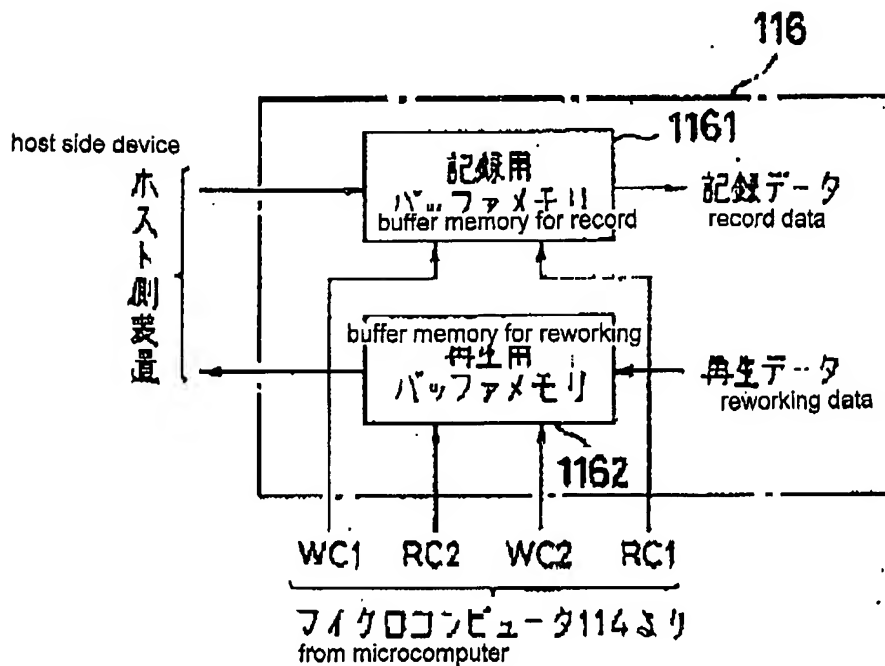 116
1161
host side device
ホスト側装置
記録用
バッファメモリ
buffer memory for record
記録データ
record data
buffer memory for reworking
再生用
バッファメモリ
再生データ
reworking data
1162
WC1 RC2 WC2 RC1
マイクロコンピュータ114より
from microcomputer